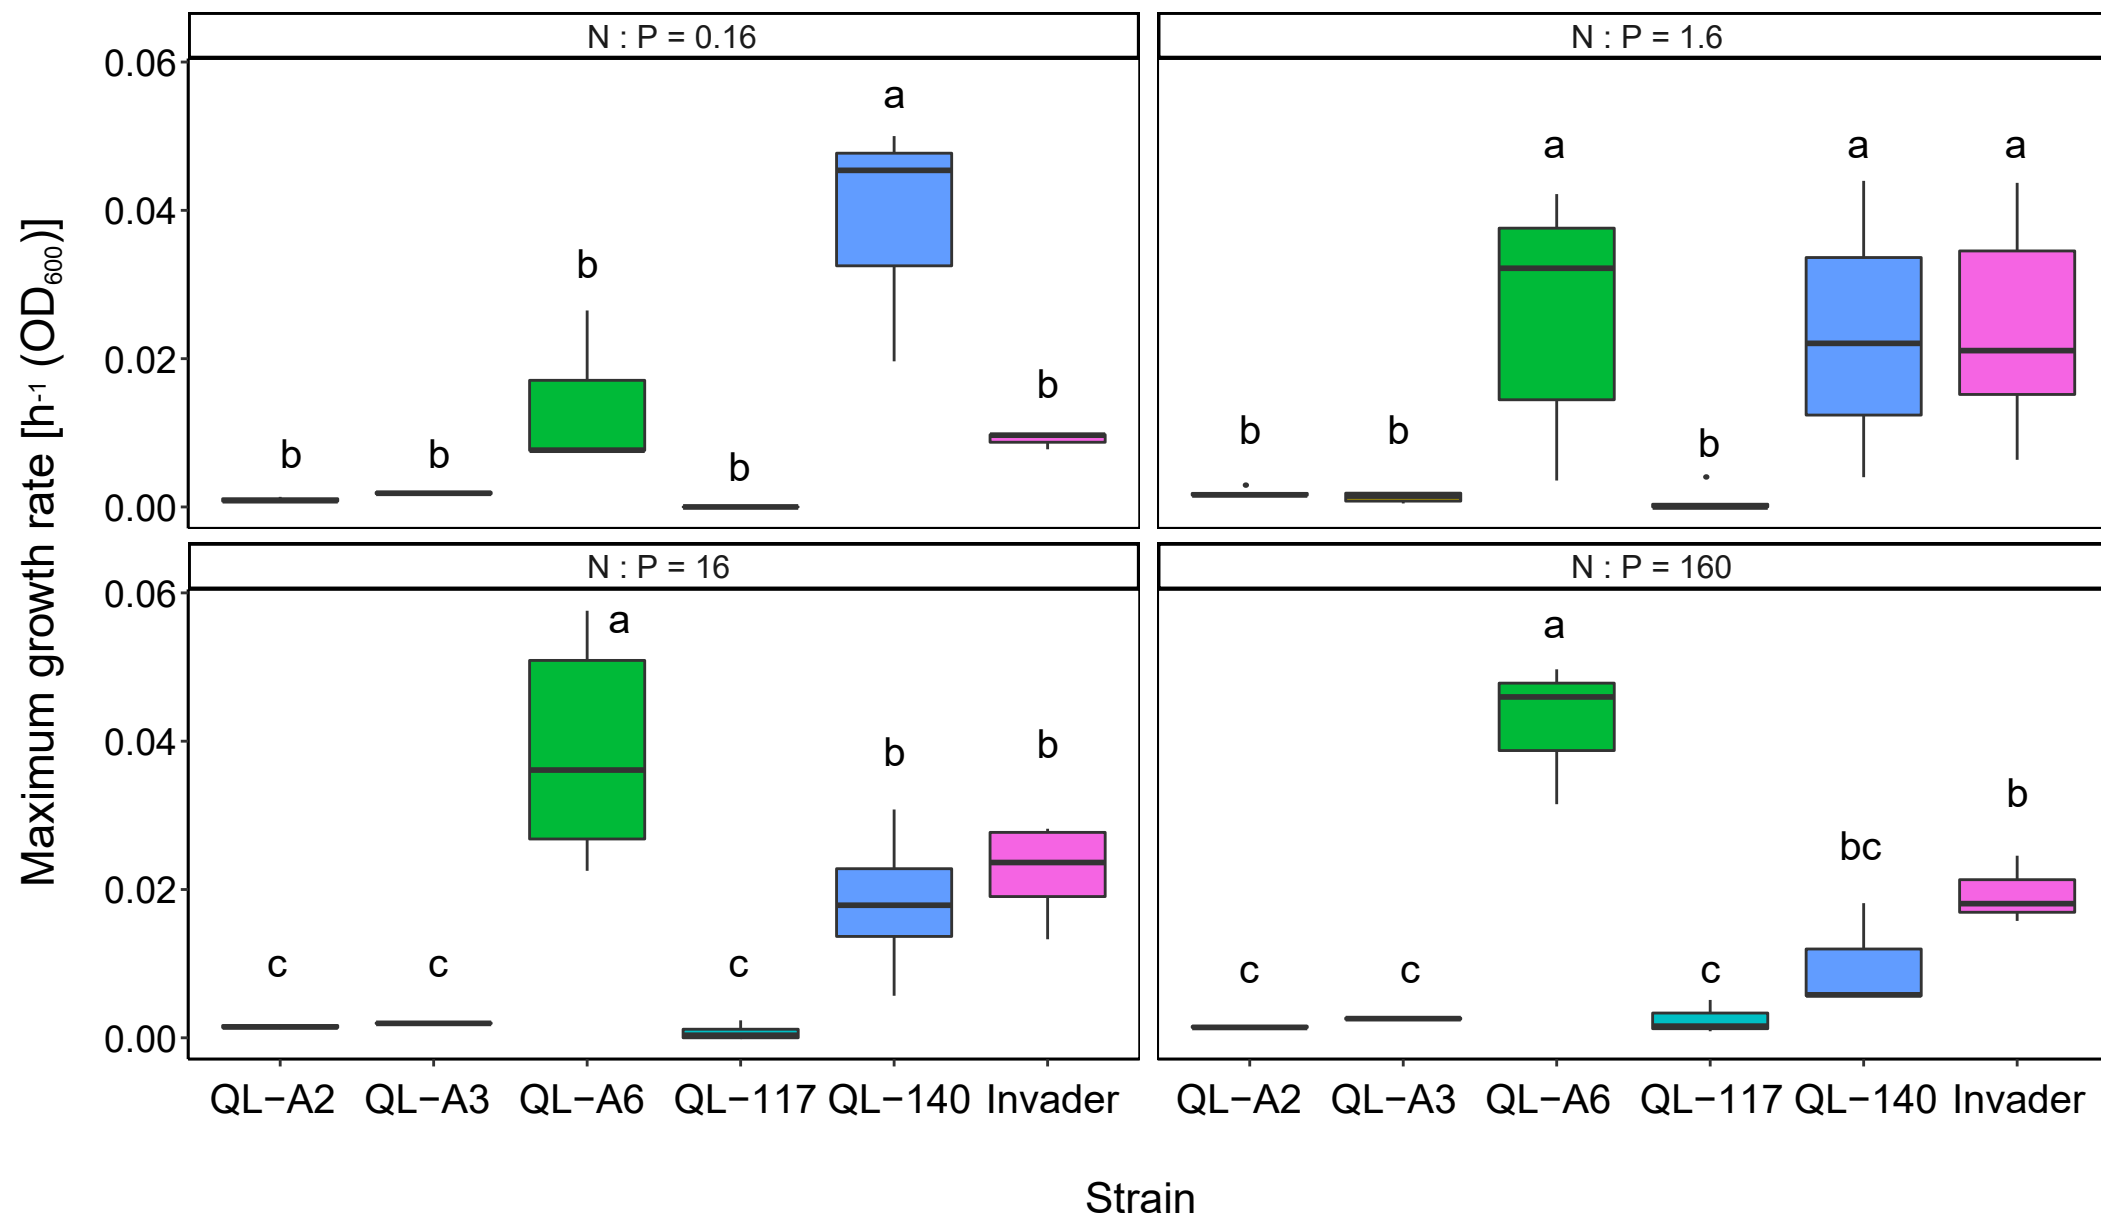 N : P = 0.16
N : P = 1.6
0.06
0.04
0.02
0.00
a
b
b
b
b
b
a
a
a
b
b
b
N : P = 16
N : P = 160
0.06
0.04
0.02
0.00
a
b
b
c
c
c
a
b
bc
c
c
c
QL−A2 QL−A3 QL−A6 QL−117 QL−140 Invader
QL−A2 QL−A3 QL−A6 QL−117 QL−140 Invader
Strain
Maximum growth rate [h-1 (OD600)]